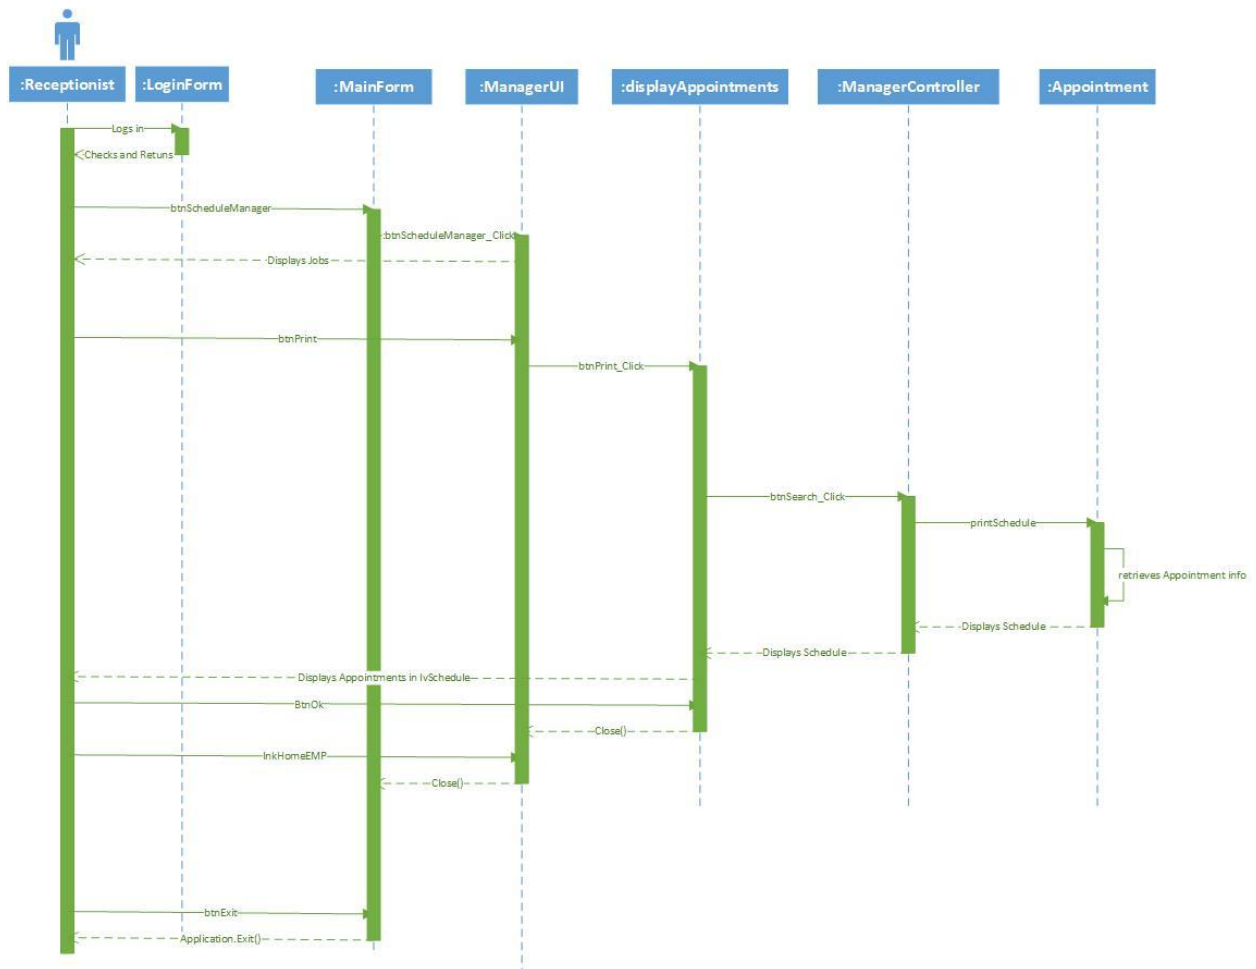 :Receptionist
:LoginForm
:MainForm
:ManagerUI
:displayAppointments
:ManagerController
:Appointment
Logs in
Checks and Retuns
btnScheduleManager
:btnScheduleManager_Click
Displays Jobs
btnPrint
btnPrint_Click
btnSearch_Click
printSchedule
retrieves Appointment info
Displays Schedule
Displays Schedule
Displays Appointments in lvSchedule
BtnOk
Close()
lnkHomeEMP
Close()
btnExit
Application.Exit()